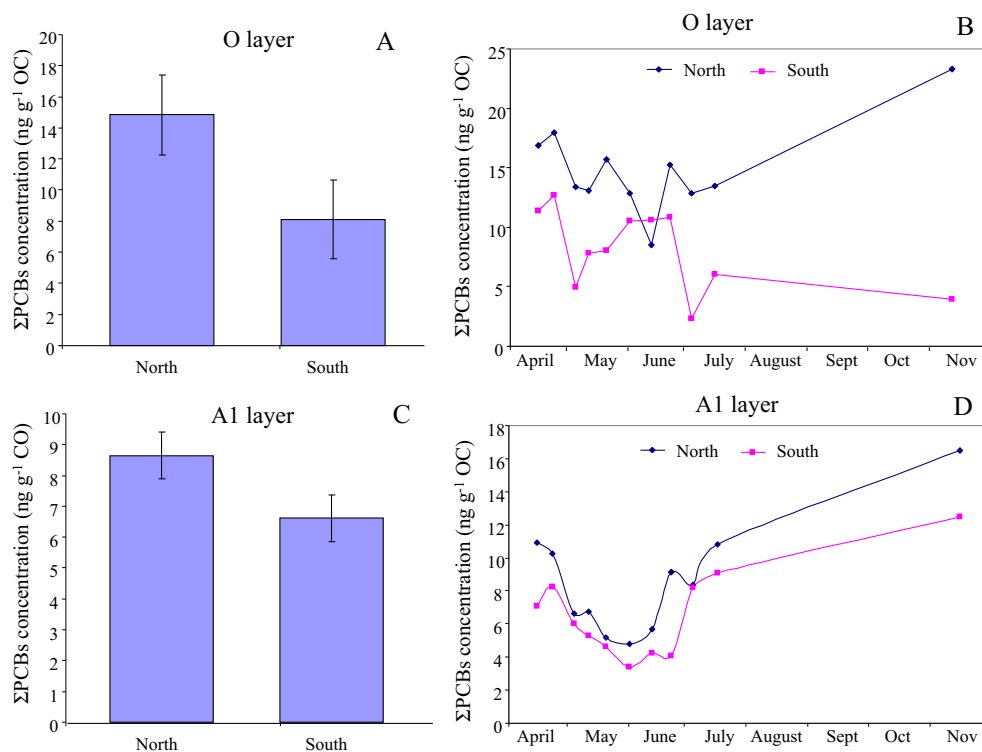 O layer
A
ΣPCBs concentration (ng g-1 OC)
20
18
16
14
12
10
8
6
4
2
0
North South
O layer
B
ΣPCBs concentration (ng g-1 OC)
North South
25
20
15
10
5
0
April May June July August Sept Oct Nov
A1 layer
C
ΣPCBs concentration (ng g-1 CO)
10
9
8
7
6
5
4
3
2
1
0
North South
A1 layer
D
ΣPCBs concentration (ng g-1 OC)
North South
18
16
14
12
10
8
6
4
2
0
April May June July August Sept Oct Nov